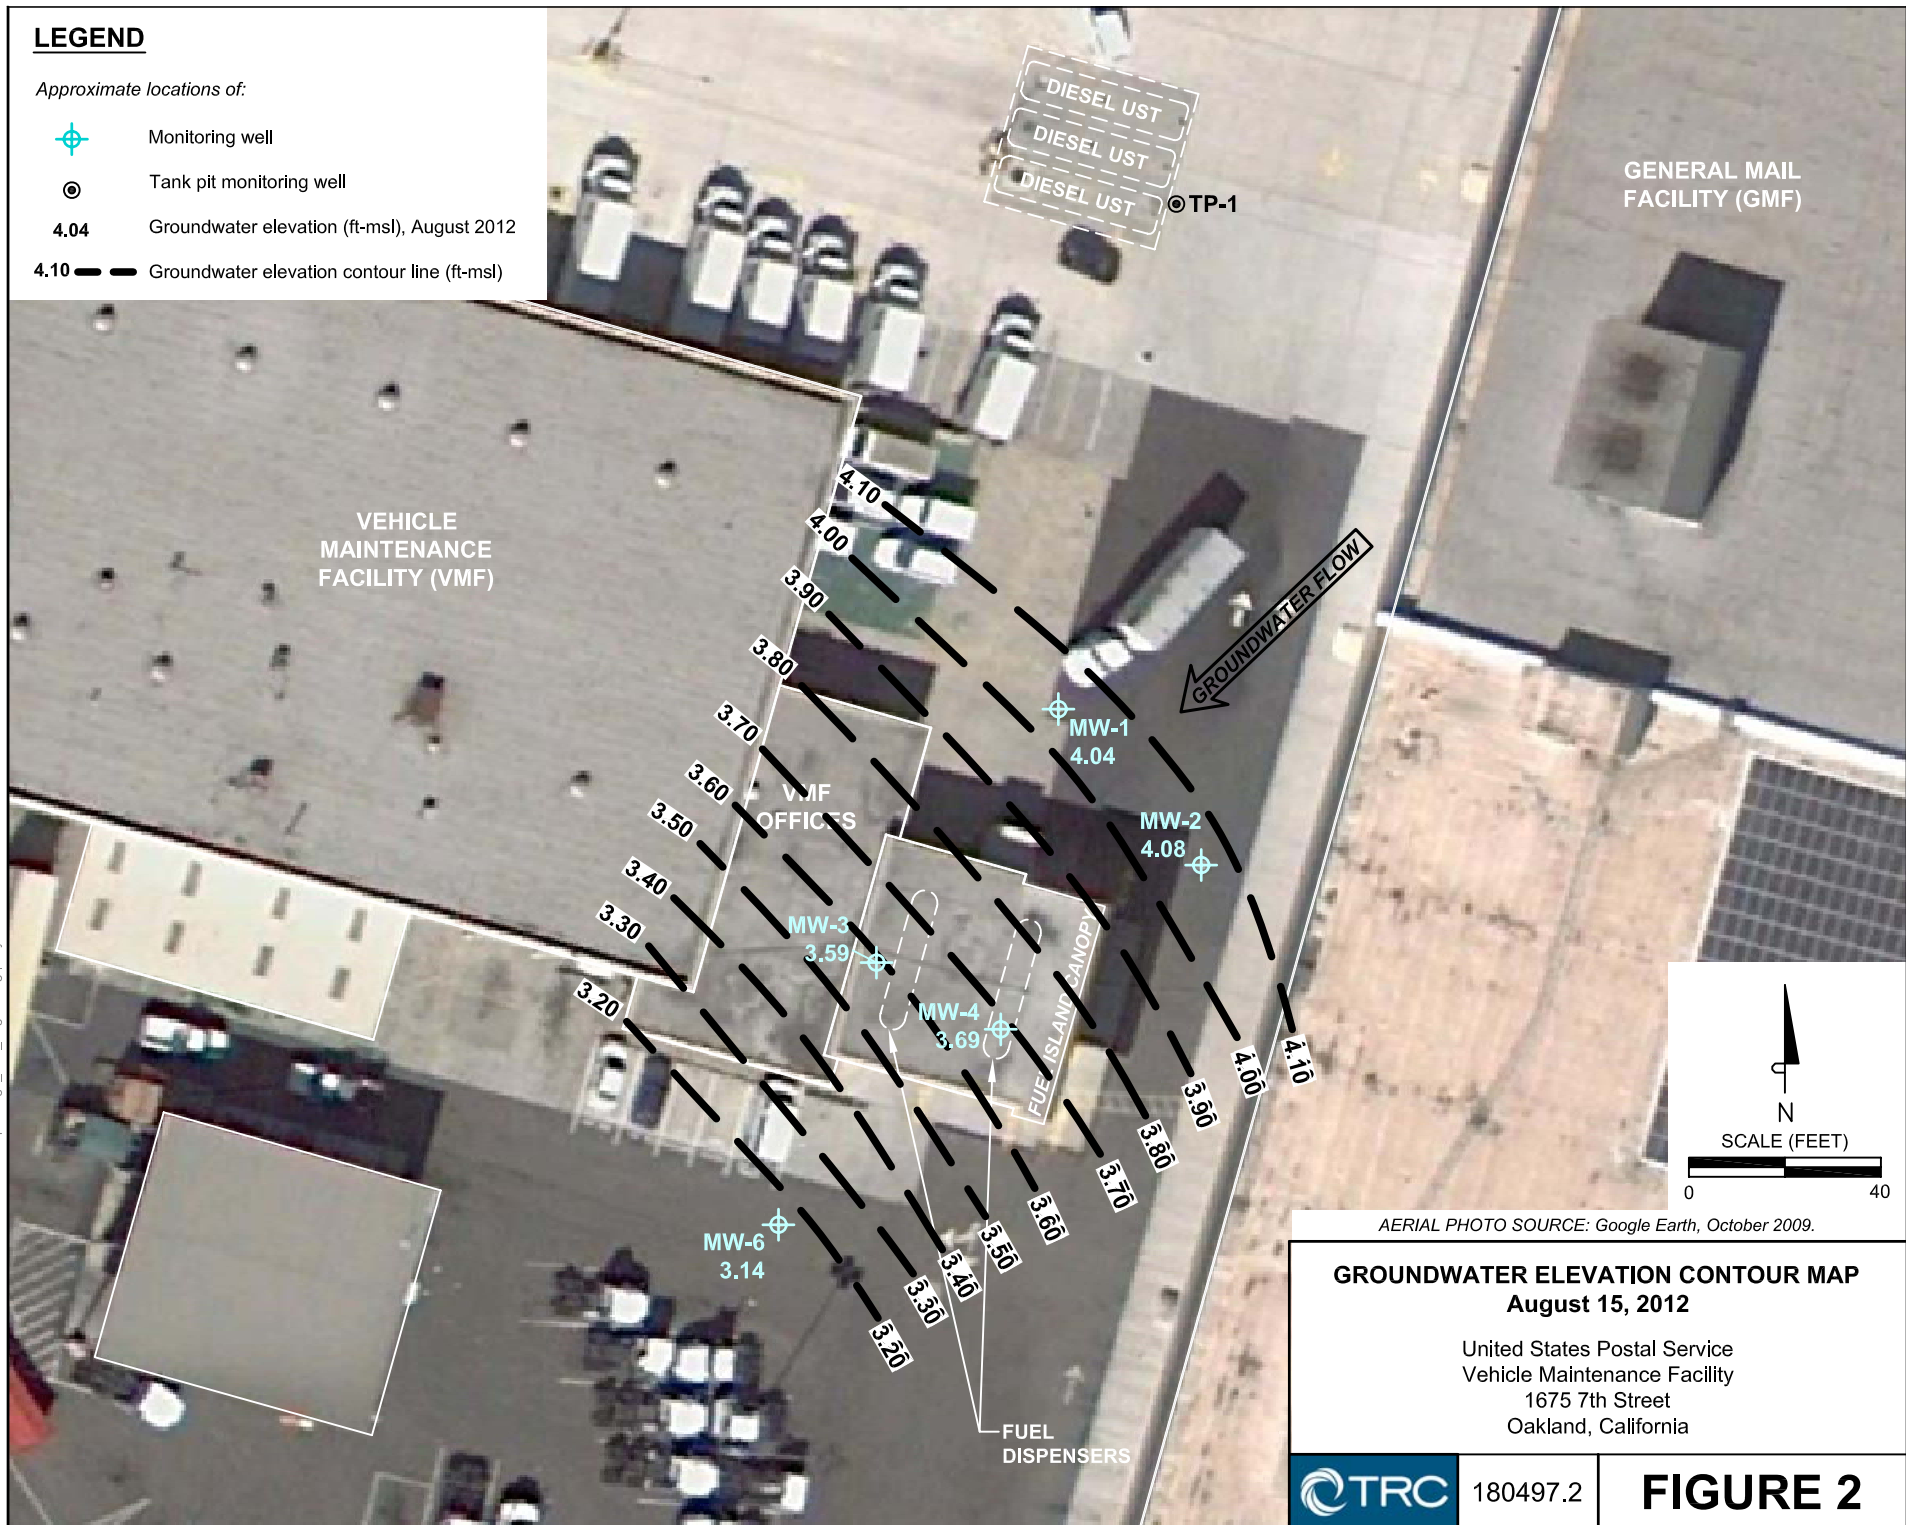 LEGEND
Approximate locations of:
Monitoring well
Tank pit monitoring well
4.04 Groundwater elevation (ft-msl), August 2012
4.10 Groundwater elevation contour line (ft-msl)
DIESEL UST
DIESEL UST
DIESEL UST
TP-1
GENERAL MAIL
FACILITY (GMF)
VEHICLE
MAINTENANCE
FACILITY (VMF)
4.10
4.00
3.90
3.80
3.70
3.60
3.50
3.40
3.30
3.20
GROUNDWATER FLOW
MW-1
4.04
MW-2
4.08
VMF
OFFICES
MW-3
3.59
MW-4
3.69
FUEL ISLAND CANOPY
MW-6
3.14
4.10
4.00
3.90
3.80
3.70
3.60
3.50
3.40
3.30
3.20
FUEL
DISPENSERS
N
SCALE (FEET)
0 40
AERIAL PHOTO SOURCE: Google Earth, October 2009.
GROUNDWATER ELEVATION CONTOUR MAP
August 15, 2012
United States Postal Service
Vehicle Maintenance Facility
1675 7th Street
Oakland, California
TRC
180497.2
FIGURE 2